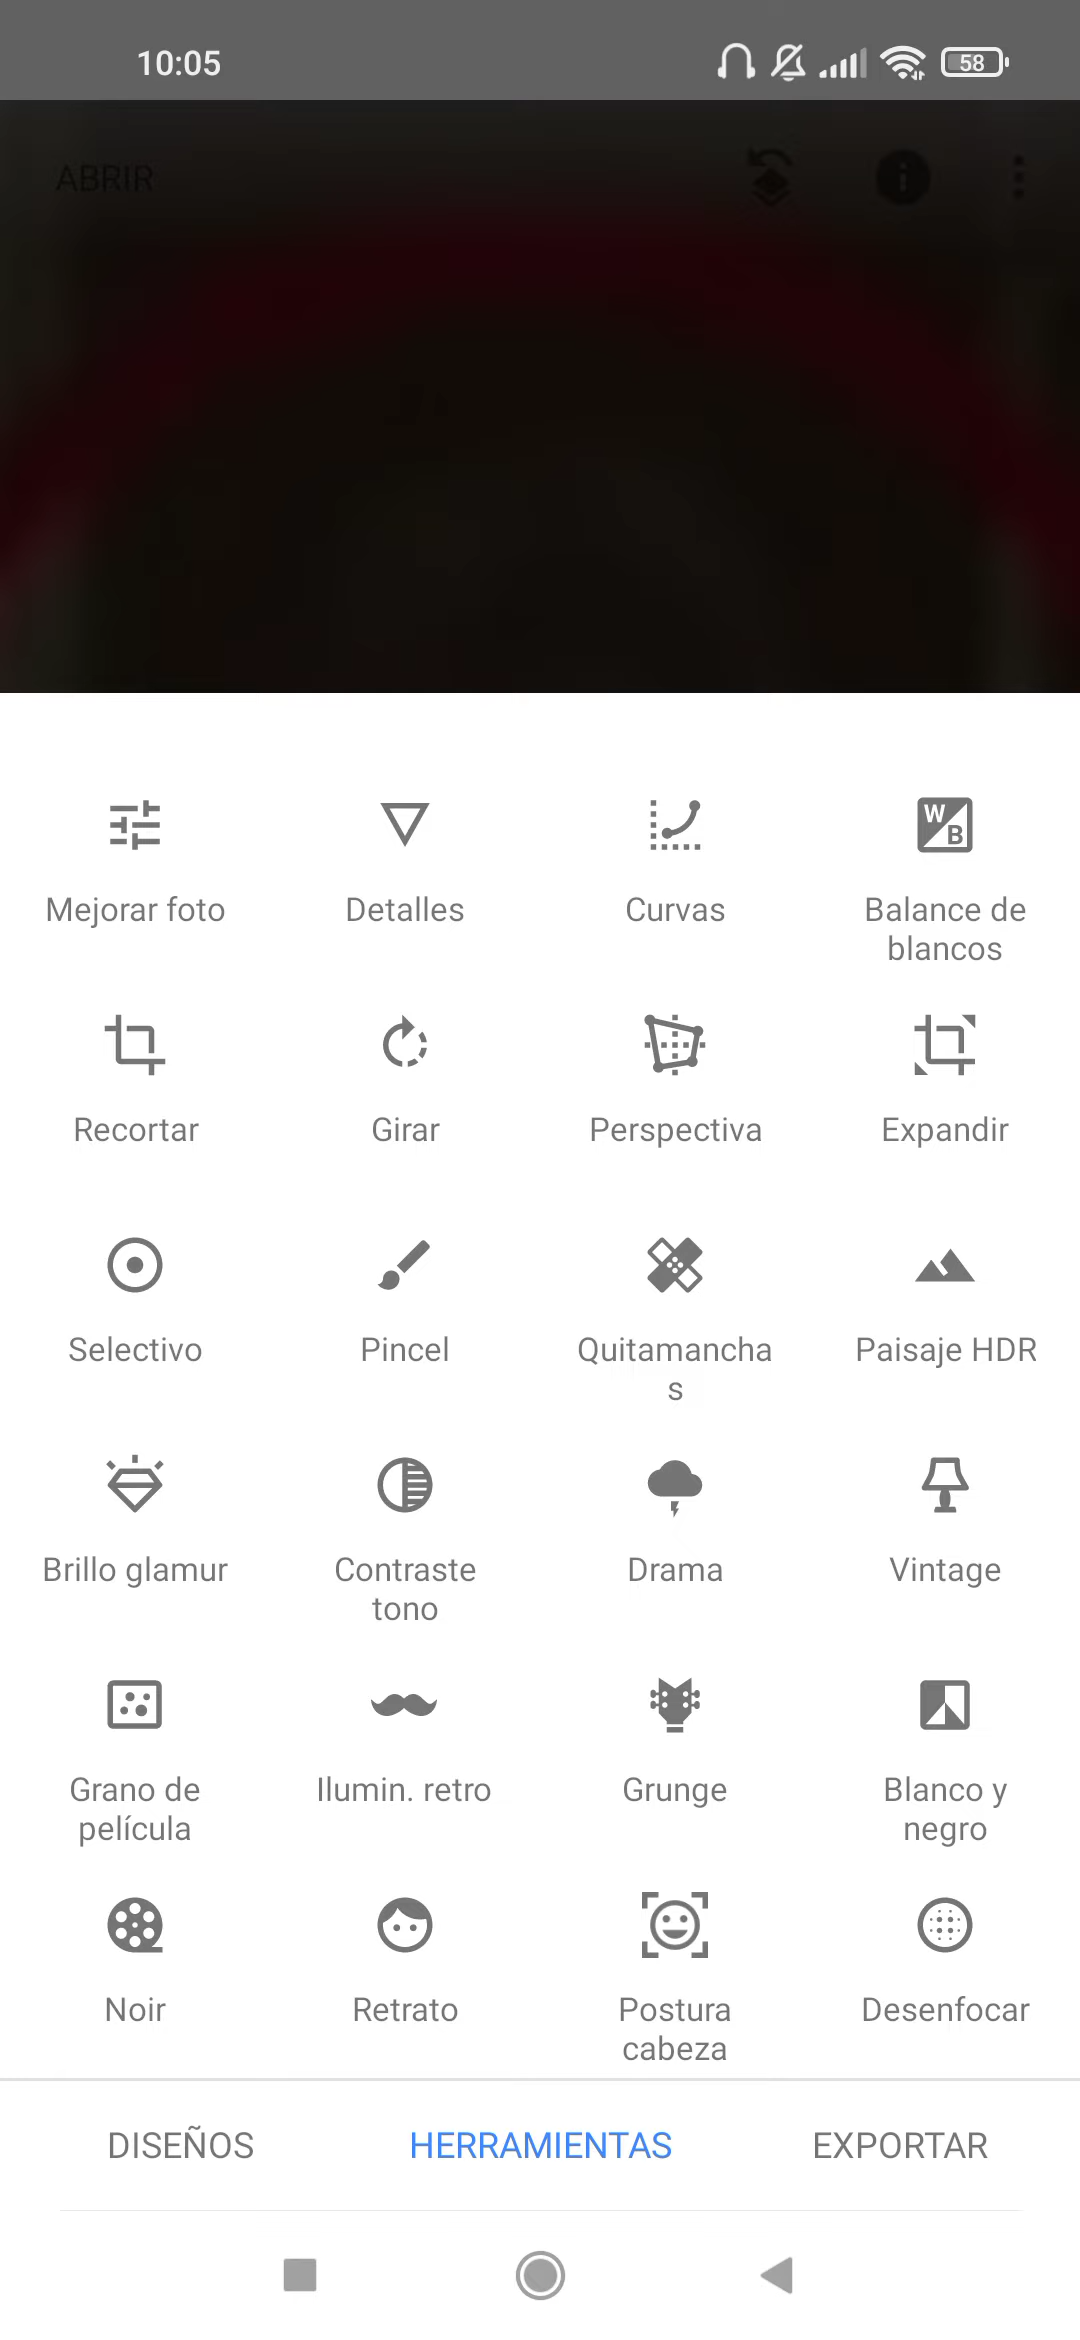 10:05
58
ABRIR
Mejorar foto
Detalles
Curvas
W
B
Balance de
blancos
Recortar
Girar
Perspectiva
Expandir
Selectivo
Pincel
Quitamancha
s
Paisaje HDR
Brillo glamur
Contraste
tono
Drama
Vintage
Grano de
película
Ilumin. retro
Grunge
Blanco y
negro
Noir
Retrato
Postura
cabeza
Desenfocar
DISEÑOS
HERRAMIENTAS
EXPORTAR